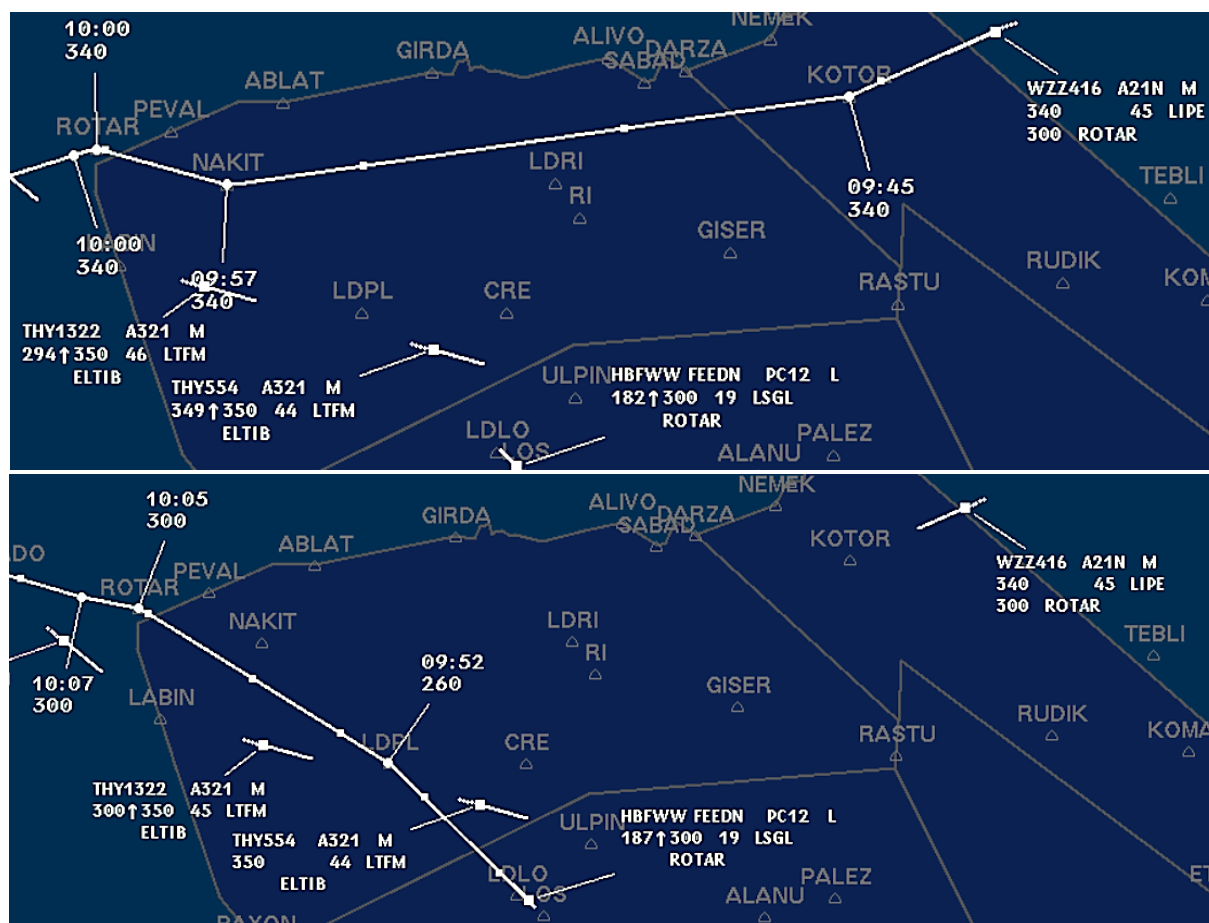 10:00
340
NEMEK
ALIVO
GIRDA
DARZA
SABAD
KOTOR
ABLAT
WZZ416 A21N M
340 45 LIPE
300 ROTAR
PEVAL
ROTAR
NAKIT
LDRI
TEBLI
RI
09:45
340
10:00
340
LABIN
GISER
09:57
340
RUDIK
RASTU
KOM
LDPL
CRE
THY1322 A321 M
294↑350 46 LTFM
ELTIB
THY554 A321 M
349↑350 44 LTFM
ELTIB
ULPIN
HBFWW FEEDN PC12 L
182↑300 19 LSGL
ROTAR
LDLO
LOS
ALANU
PALEZ
10:05
300
NEMEK
ALIVO
GIRDA
DARZA
SABAD
KOTOR
ABLAT
ADO
PEVAL
ROTAR
WZZ416 A21N M
340 45 LIPE
300 ROTAR
NAKIT
LDRI
TEBLI
RI
09:52
260
10:07
300
LABIN
GISER
RUDIK
RASTU
KOMA
LDPL
CRE
THY1322 A321 M
300↑350 45 LTFM
ELTIB
THY554 A321 M
350 44 LTFM
ELTIB
ULPIN
HBFWW FEEDN PC12 L
187↑300 19 LSGL
ROTAR
LDLO
LOS
ALANU
PALEZ
ET